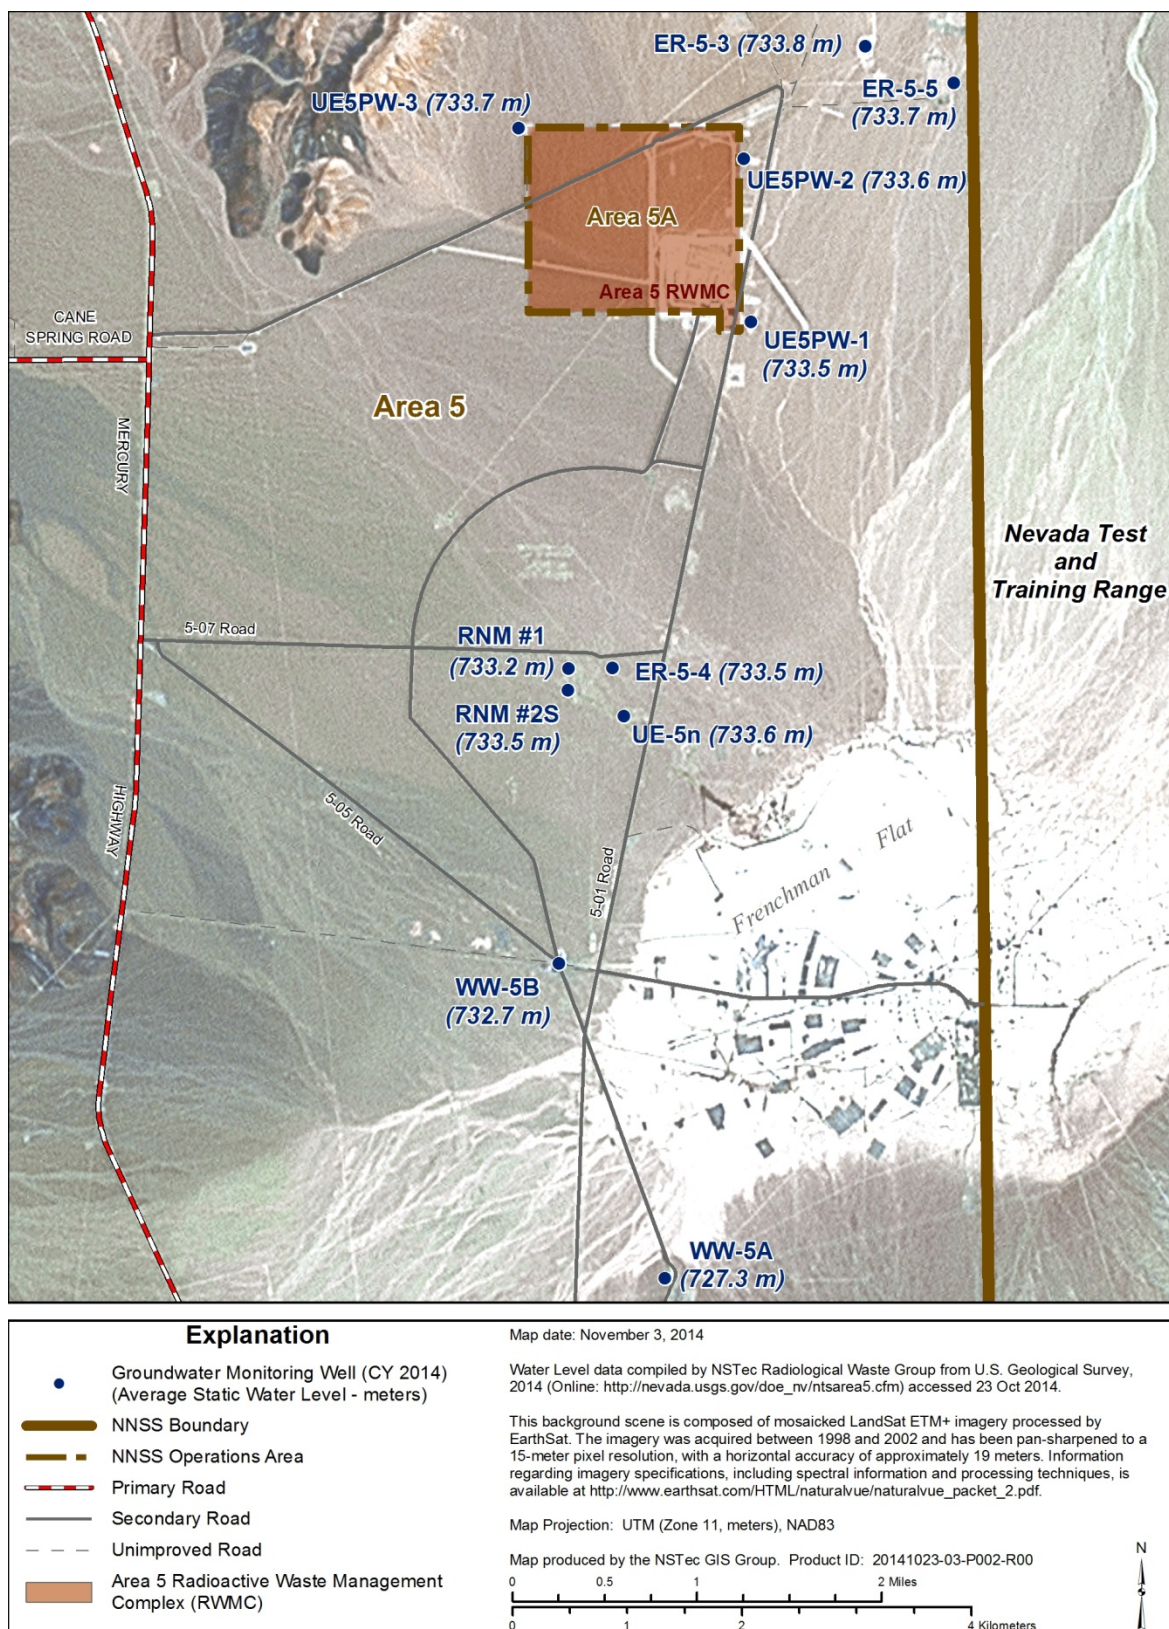 ER-5-3 (733.8 m)
ER-5-5
(733.7 m)
UE5PW-3 (733.7 m)
UE5PW-2 (733.6 m)
Area 5A
Area 5 RWMC
UE5PW-1
(733.5 m)
CANE
SPRING ROAD
Area 5
MERCURY
Nevada Test
and
Training Range
5-07 Road
RNM #1
(733.2 m)
ER-5-4 (733.5 m)
RNM #2S
(733.5 m)
UE-5n (733.6 m)
HIGHWAY
5-05 Road
5-01 Road
Frenchman Flat
WW-5B
(732.7 m)
WW-5A
(727.3 m)
Explanation
Groundwater Monitoring Well (CY 2014)
(Average Static Water Level - meters)
NNSS Boundary
NNSS Operations Area
Primary Road
Secondary Road
Unimproved Road
Area 5 Radioactive Waste Management
Complex (RWMC)
Map date: November 3, 2014
Water Level data compiled by NSTec Radiological Waste Group from U.S. Geological Survey,
2014 (Online: http://nevada.usgs.gov/doe_nv/ntsarea5.cfm) accessed 23 Oct 2014.
This background scene is composed of mosaicked LandSat ETM+ imagery processed by
EarthSat. The imagery was acquired between 1998 and 2002 and has been pan-sharpened to a
15-meter pixel resolution, with a horizontal accuracy of approximately 19 meters. Information
regarding imagery specifications, including spectral information and processing techniques, is
available at http://www.earthsat.com/HTML/naturalvue/naturalvue_packet_2.pdf.
Map Projection: UTM (Zone 11, meters), NAD83
Map produced by the NSTec GIS Group. Product ID: 20141023-03-P002-R00
N
0 0.5 1 2 Miles
0 1 2 4 Kilometers